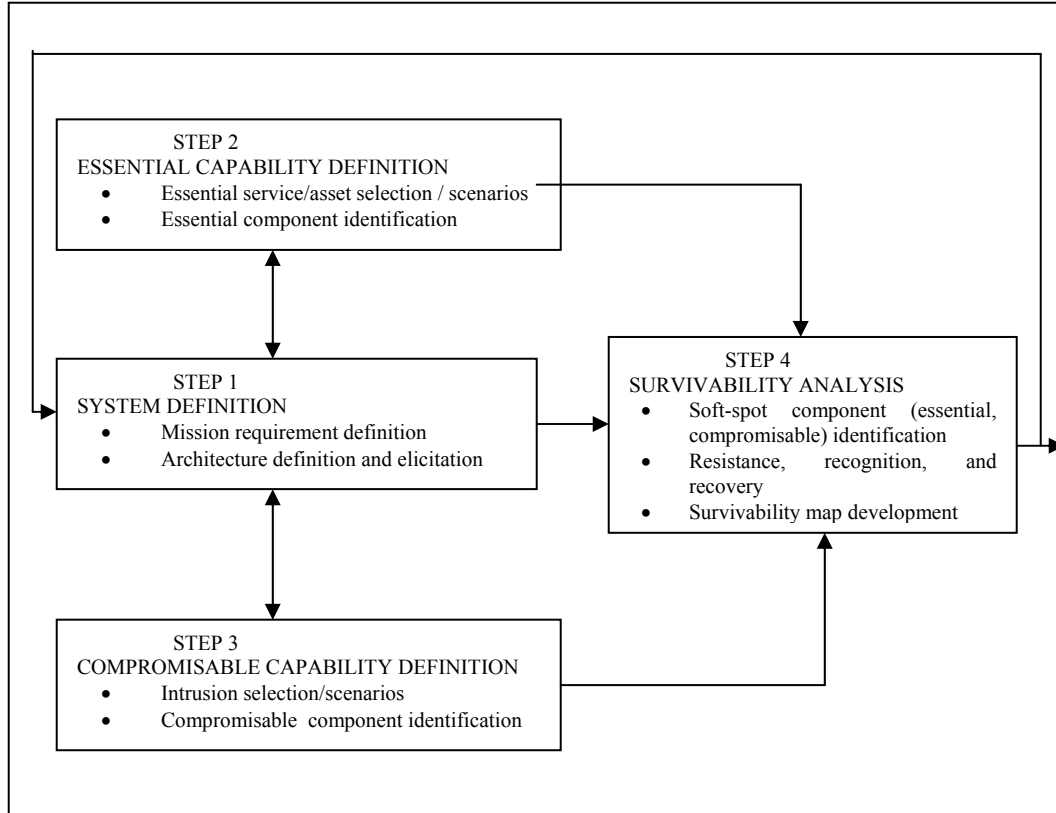 STEP 2
ESSENTIAL CAPABILITY DEFINITION
• Essential service/asset selection / scenarios
• Essential component identification
STEP 1
SYSTEM DEFINITION
• Mission requirement definition
• Architecture definition and elicitation
STEP 4
SURVIVABILITY ANALYSIS
• Soft-spot component (essential,
compromisable) identification
• Resistance, recognition, and
recovery
• Survivability map development
STEP 3
COMPROMISABLE CAPABILITY DEFINITION
• Intrusion selection/scenarios
• Compromisable component identification